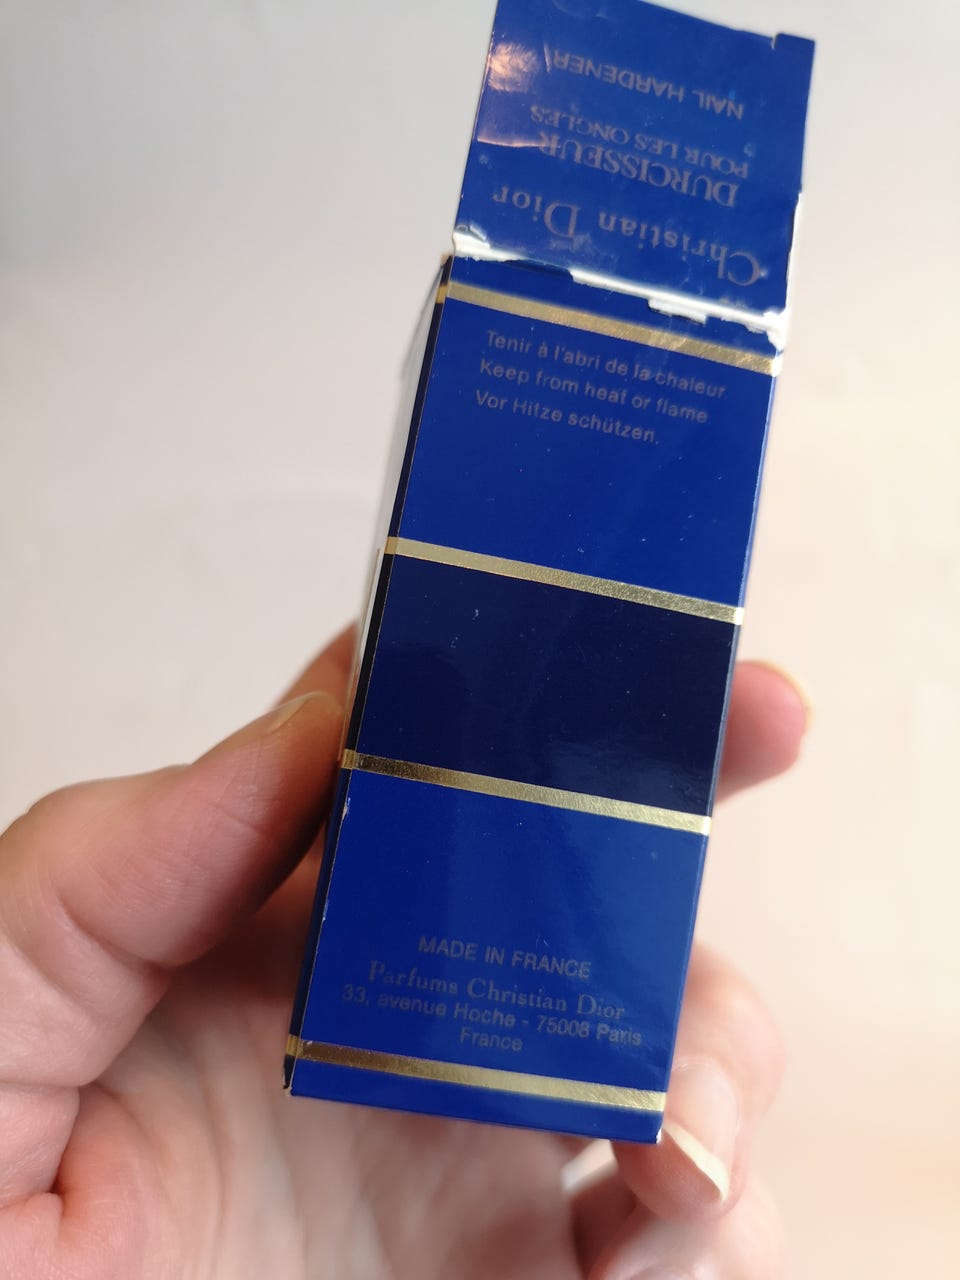 Christian Dior
DURCISSEUR
POUR LES ONGLES
NAIL HARDENER
Tenir à l'abri de la chaleur.
Keep from heat or flame
Vor Hitze schützen.
MADE IN FRANCE
Parfums Christian Dior
33, avenue Hoche - 75008 Paris
France